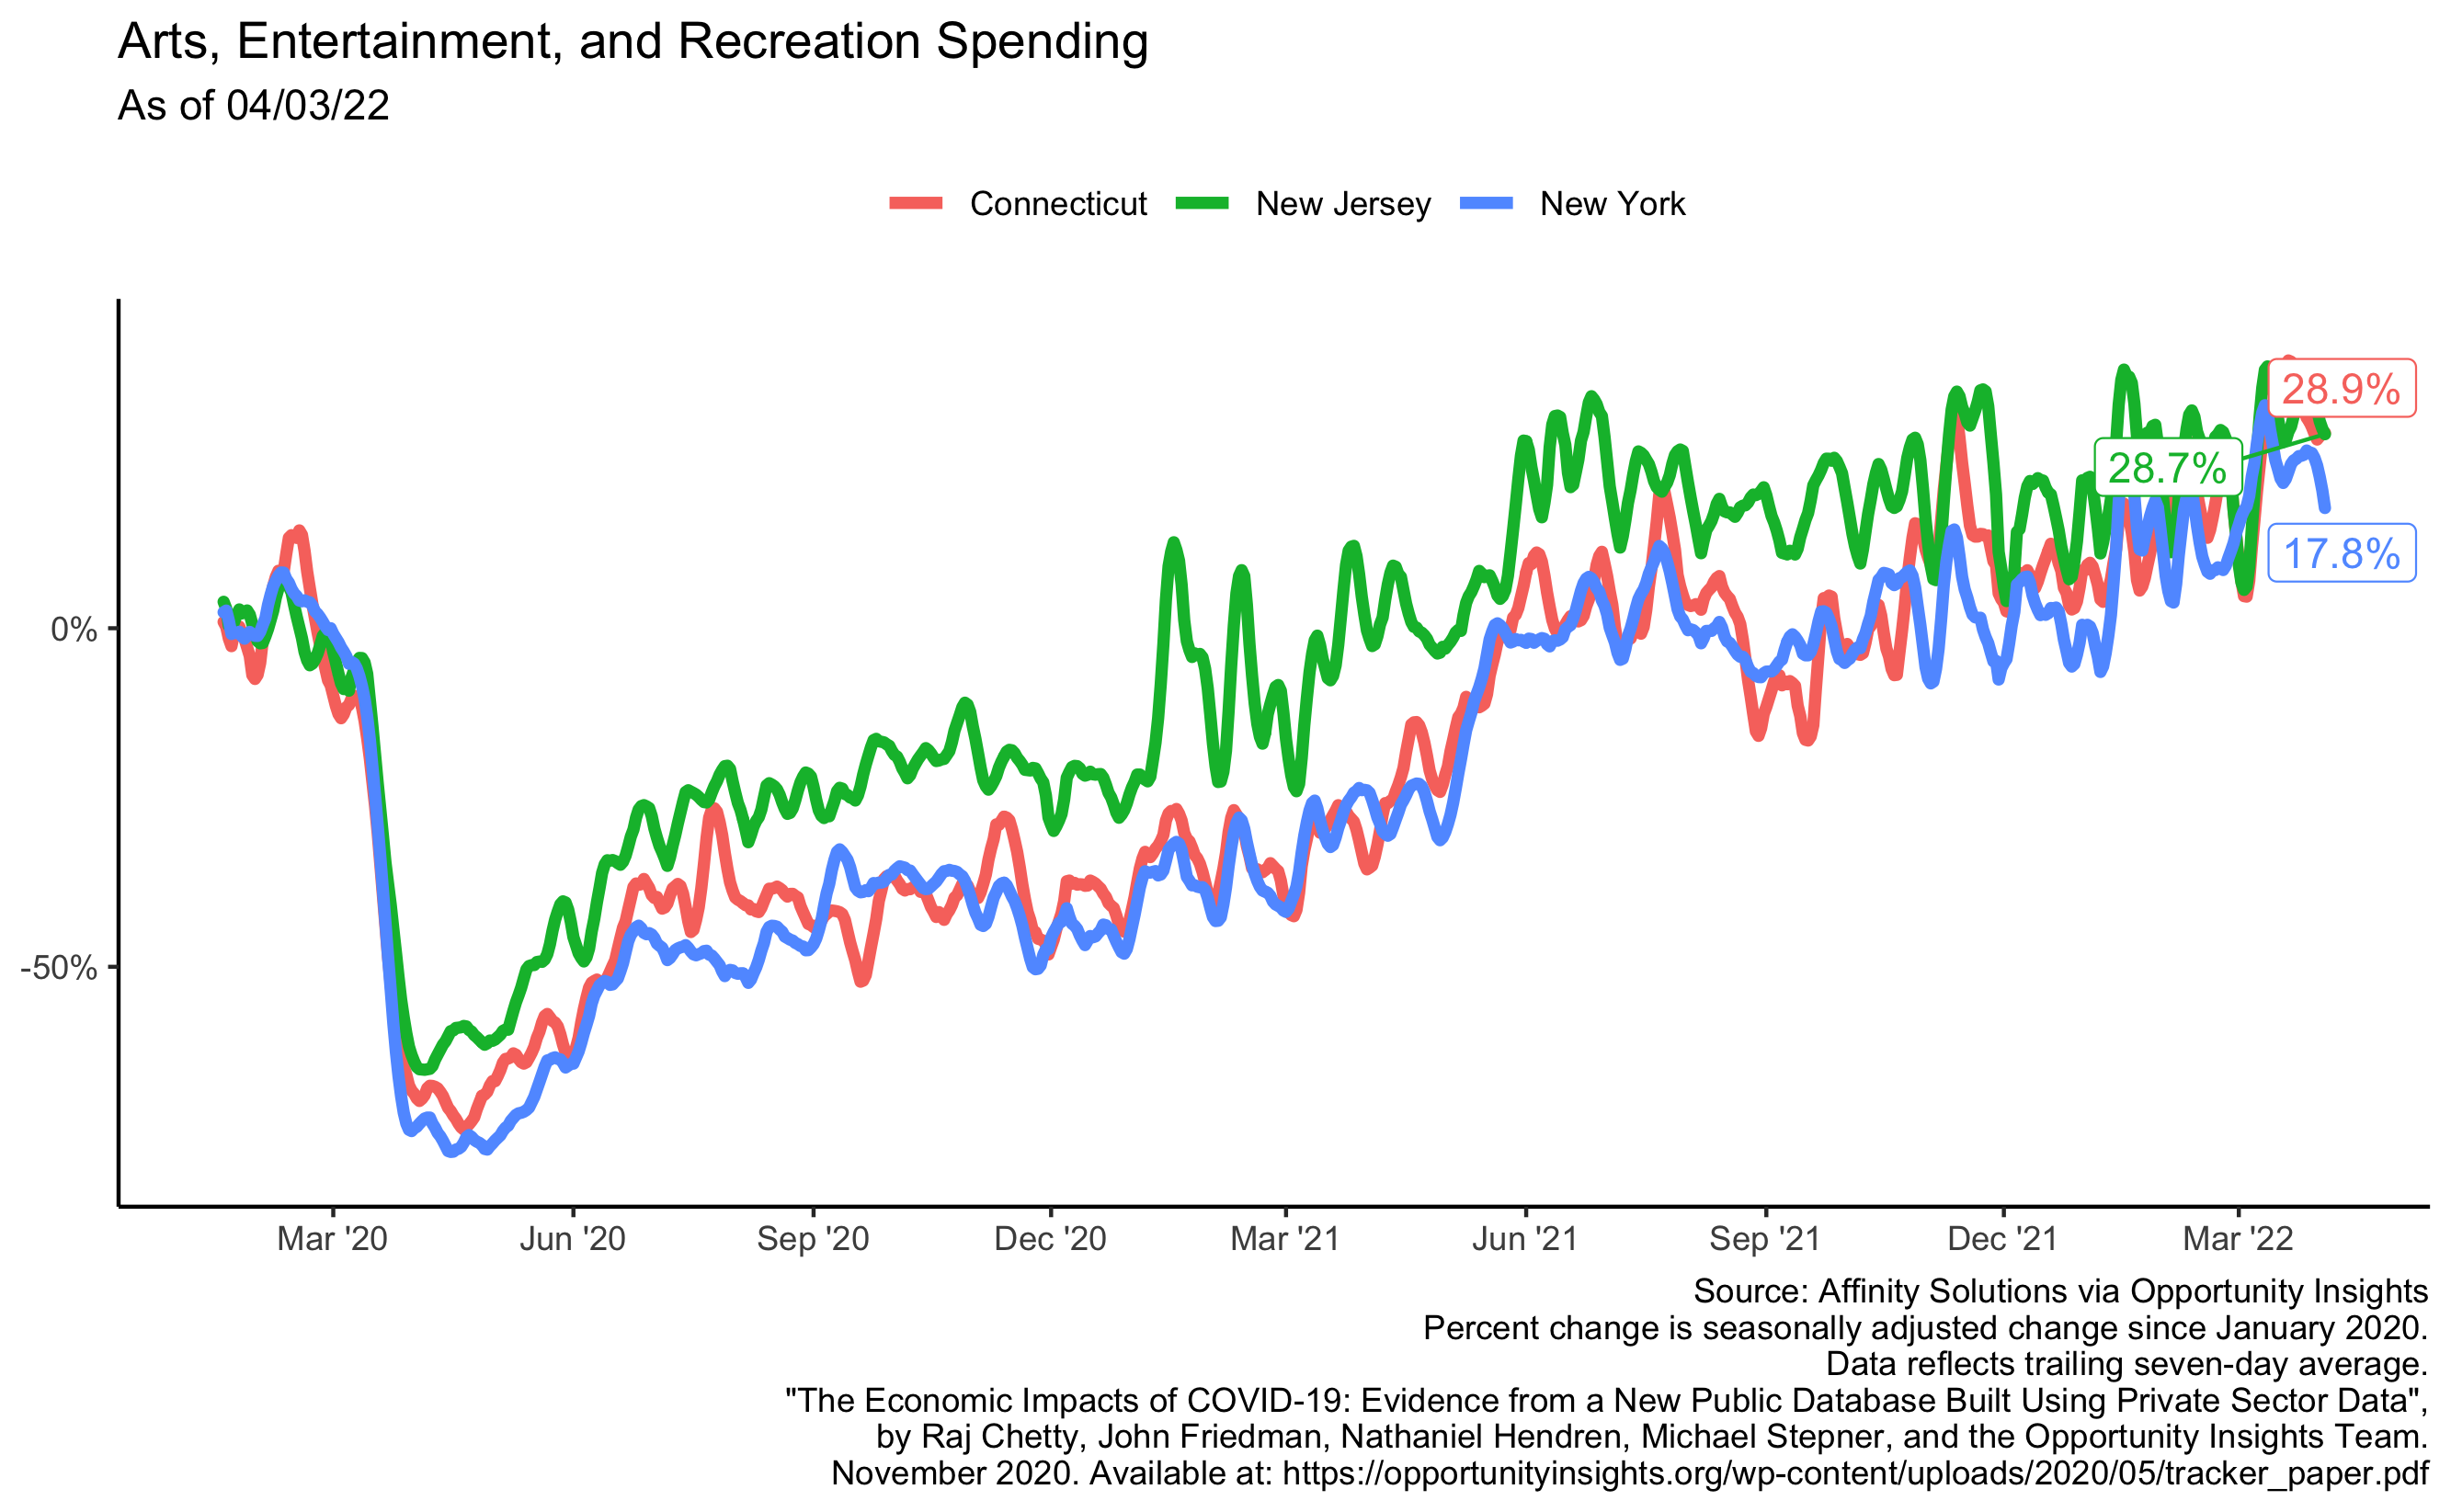 Arts, Entertainment, and Recreation Spending
As of 04/03/22
Connecticut New Jersey New York
28.9%
28.7%
17.8%
0%
-50%
Mar '20 Jun '20 Sep '20 Dec '20 Mar '21 Jun '21 Sep '21 Dec '21 Mar '22
Source: Affinity Solutions via Opportunity Insights
Percent change is seasonally adjusted change since January 2020.
Data reflects trailing seven-day average.
"The Economic Impacts of COVID-19: Evidence from a New Public Database Built Using Private Sector Data",
by Raj Chetty, John Friedman, Nathaniel Hendren, Michael Stepner, and the Opportunity Insights Team.
November 2020. Available at: https://opportunityinsights.org/wp-content/uploads/2020/05/tracker_paper.pdf